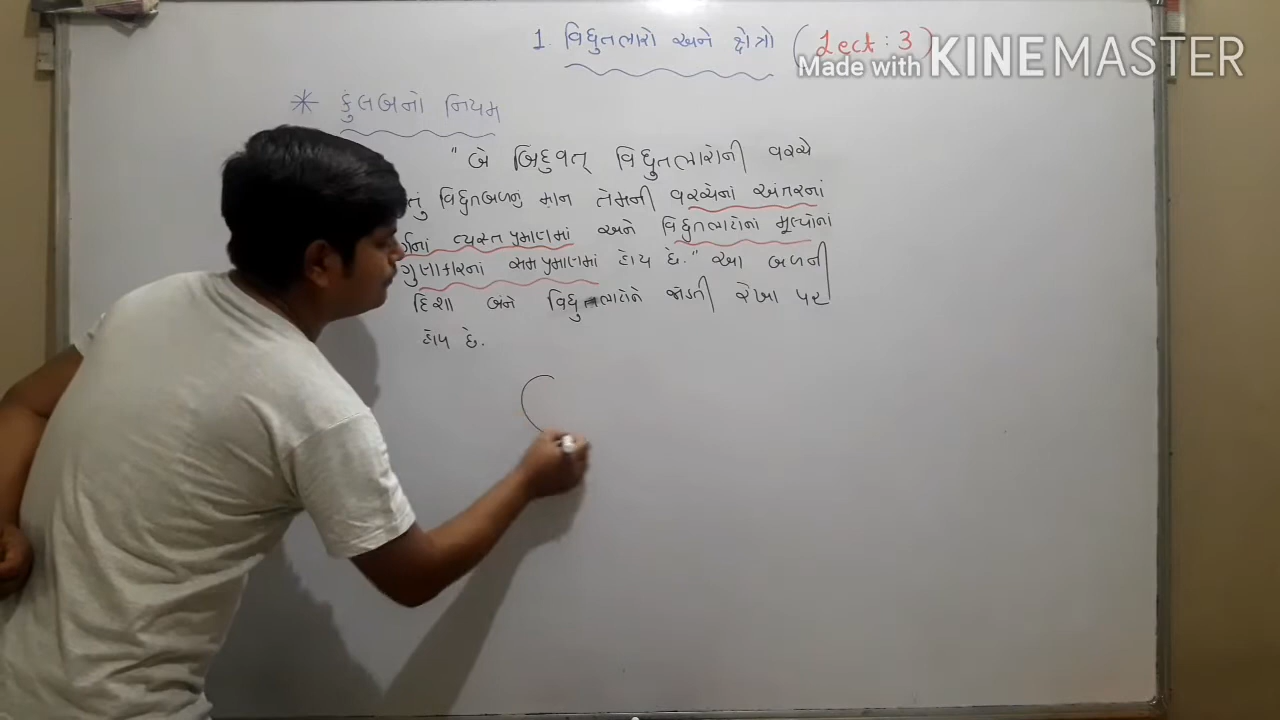 1. વિદ્યુતભારો અને ક્ષેત્રો (Lect : 3)
Made with KINEMASTER
* કુલંબનો નિયમ
" બે બિંદુવત્ વિદ્યુતભારોની વચ્ચે
વિદ્યુતબળનું માન તેમની વચ્ચેનાં અંતરનાં
વ્યસ્ત પ્રમાણમાં અને વિદ્યુતભારોનાં મૂલ્યોનાં
ગુણાકારનાં સમપ્રમાણમાં હોય છે." આ બળની
દિશા બંને વિદ્યુતભારોને જોડતી રેખા પર
હોય છે.